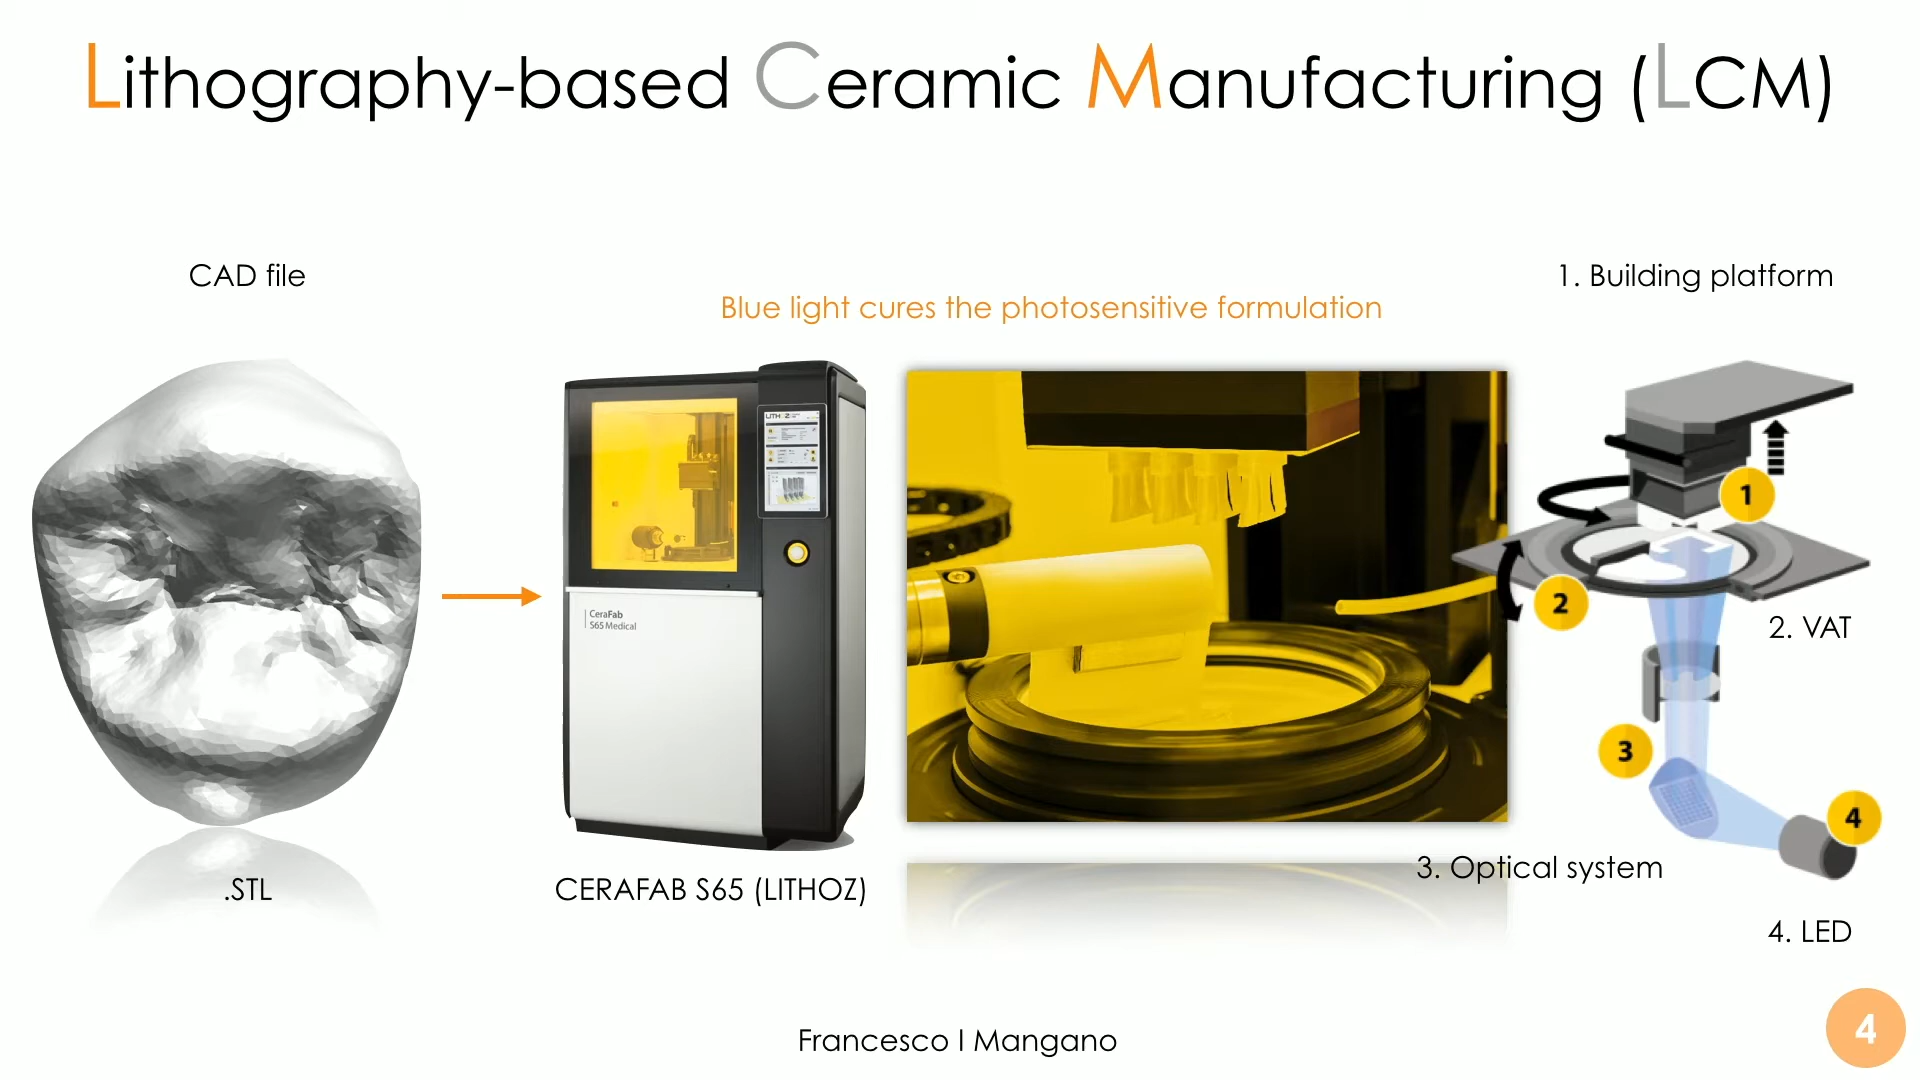 Lithography-based Ceramic Manufacturing (LCM)
CAD file
1. Building platform
Blue light cures the photosensitive formulation
LITHOZ
1
CeraFab
S65 Medical
2
2. VAT
3
4
3. Optical system
.STL
CERAFAB S65 (LITHOZ)
4. LED
Francesco I Mangano
4